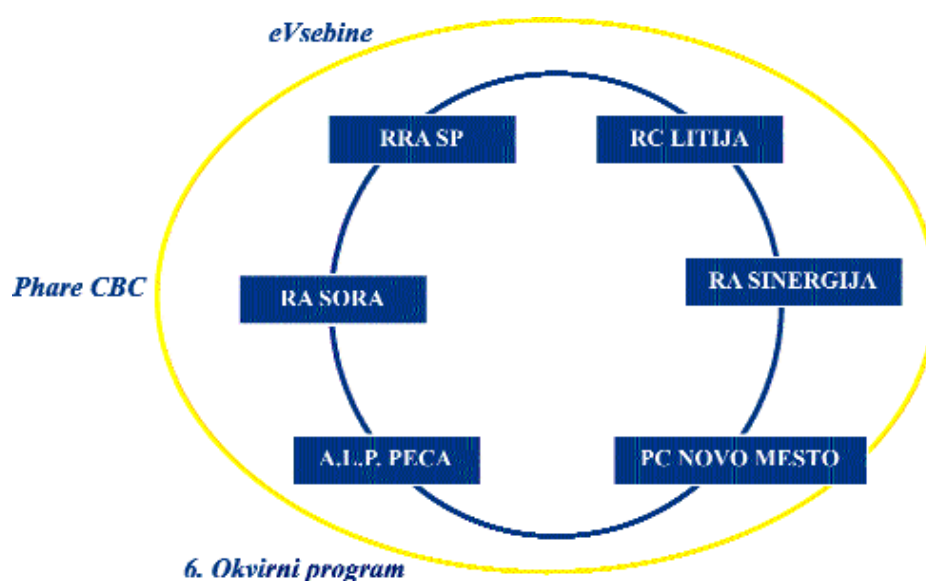 eVsebine
RRA SP
RC LITIJA
Phare CBC
RA SORA
RA SINERGIJA
A.L.P. PECA
PC NOVO MESTO
6. Okvirni program